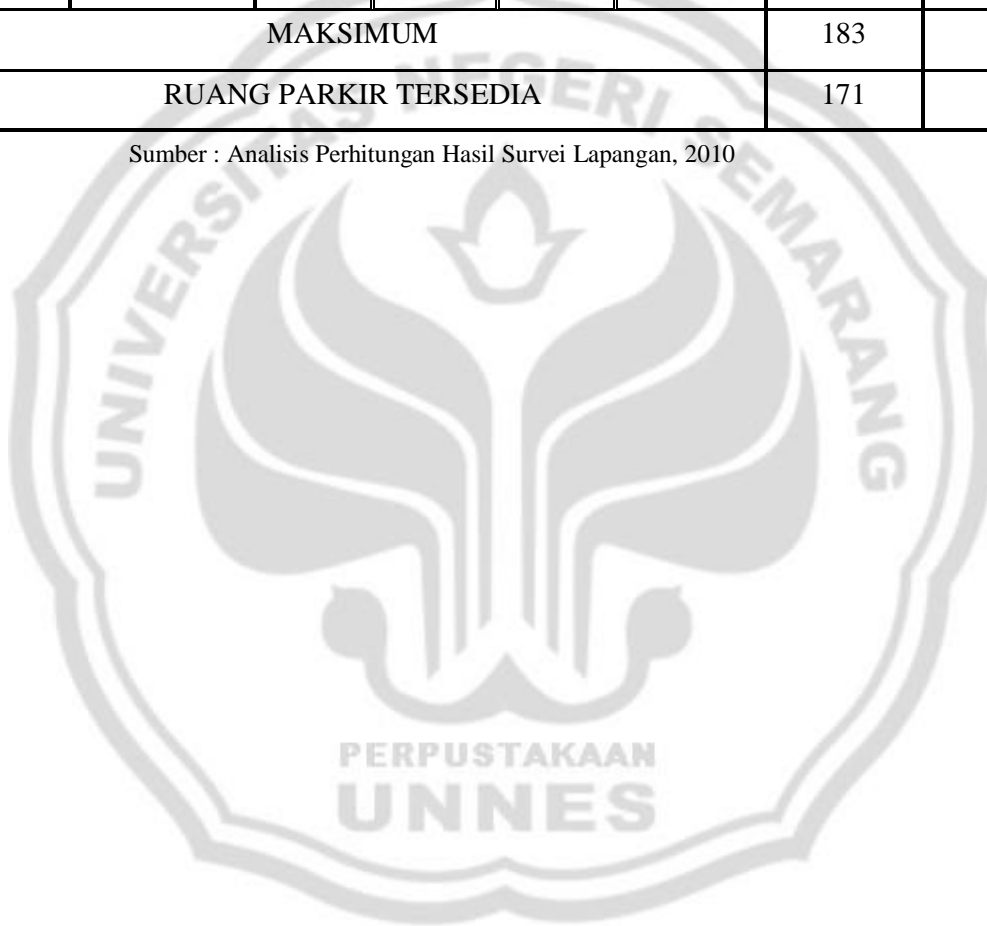 MAKSIMUM 183
RUANG PARKIR TERSEDIA 171
Sumber : Analisis Perhitungan Hasil Survei Lapangan, 2010
UNIVERSITAS NEGERI SEMARANG
PERPUSTAKAAN
UNNES